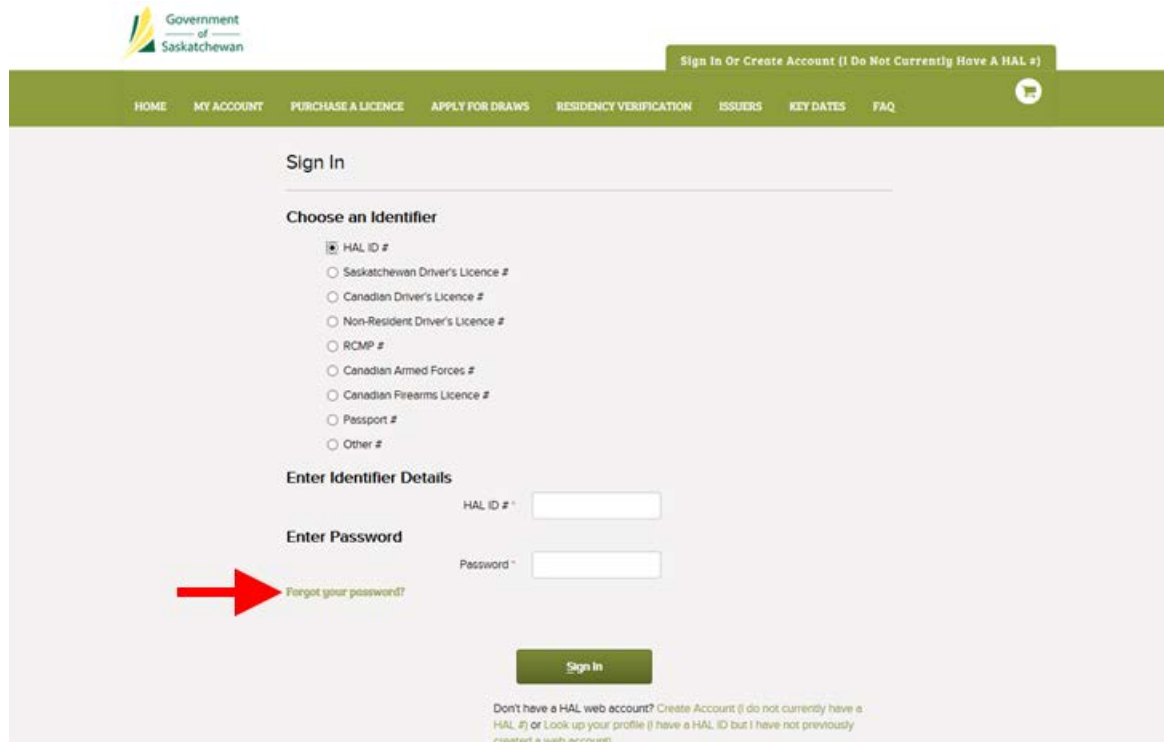 Government
of
Saskatchewan
Sign In Or Create Account (I Do Not Currently Have A HAL #)
HOME MY ACCOUNT PURCHASE A LICENCE APPLY FOR DRAWS RESIDENCY VERIFICATION ISSUERS KEY DATES FAQ
Sign In
Choose an Identifier
HAL ID #
Saskatchewan Driver's Licence #
Canadian Driver's Licence #
Non-Resident Driver's Licence #
RCMP #
Canadian Armed Forces #
Canadian Firearms Licence #
Passport #
Other #
Enter Identifier Details
HAL ID # *
Enter Password
Password *
Forgot your password?
Sign In
Don't have a HAL web account? Create Account (I do not currently have a
HAL #) or Look up your profile (I have a HAL ID but I have not previously
created a web account)